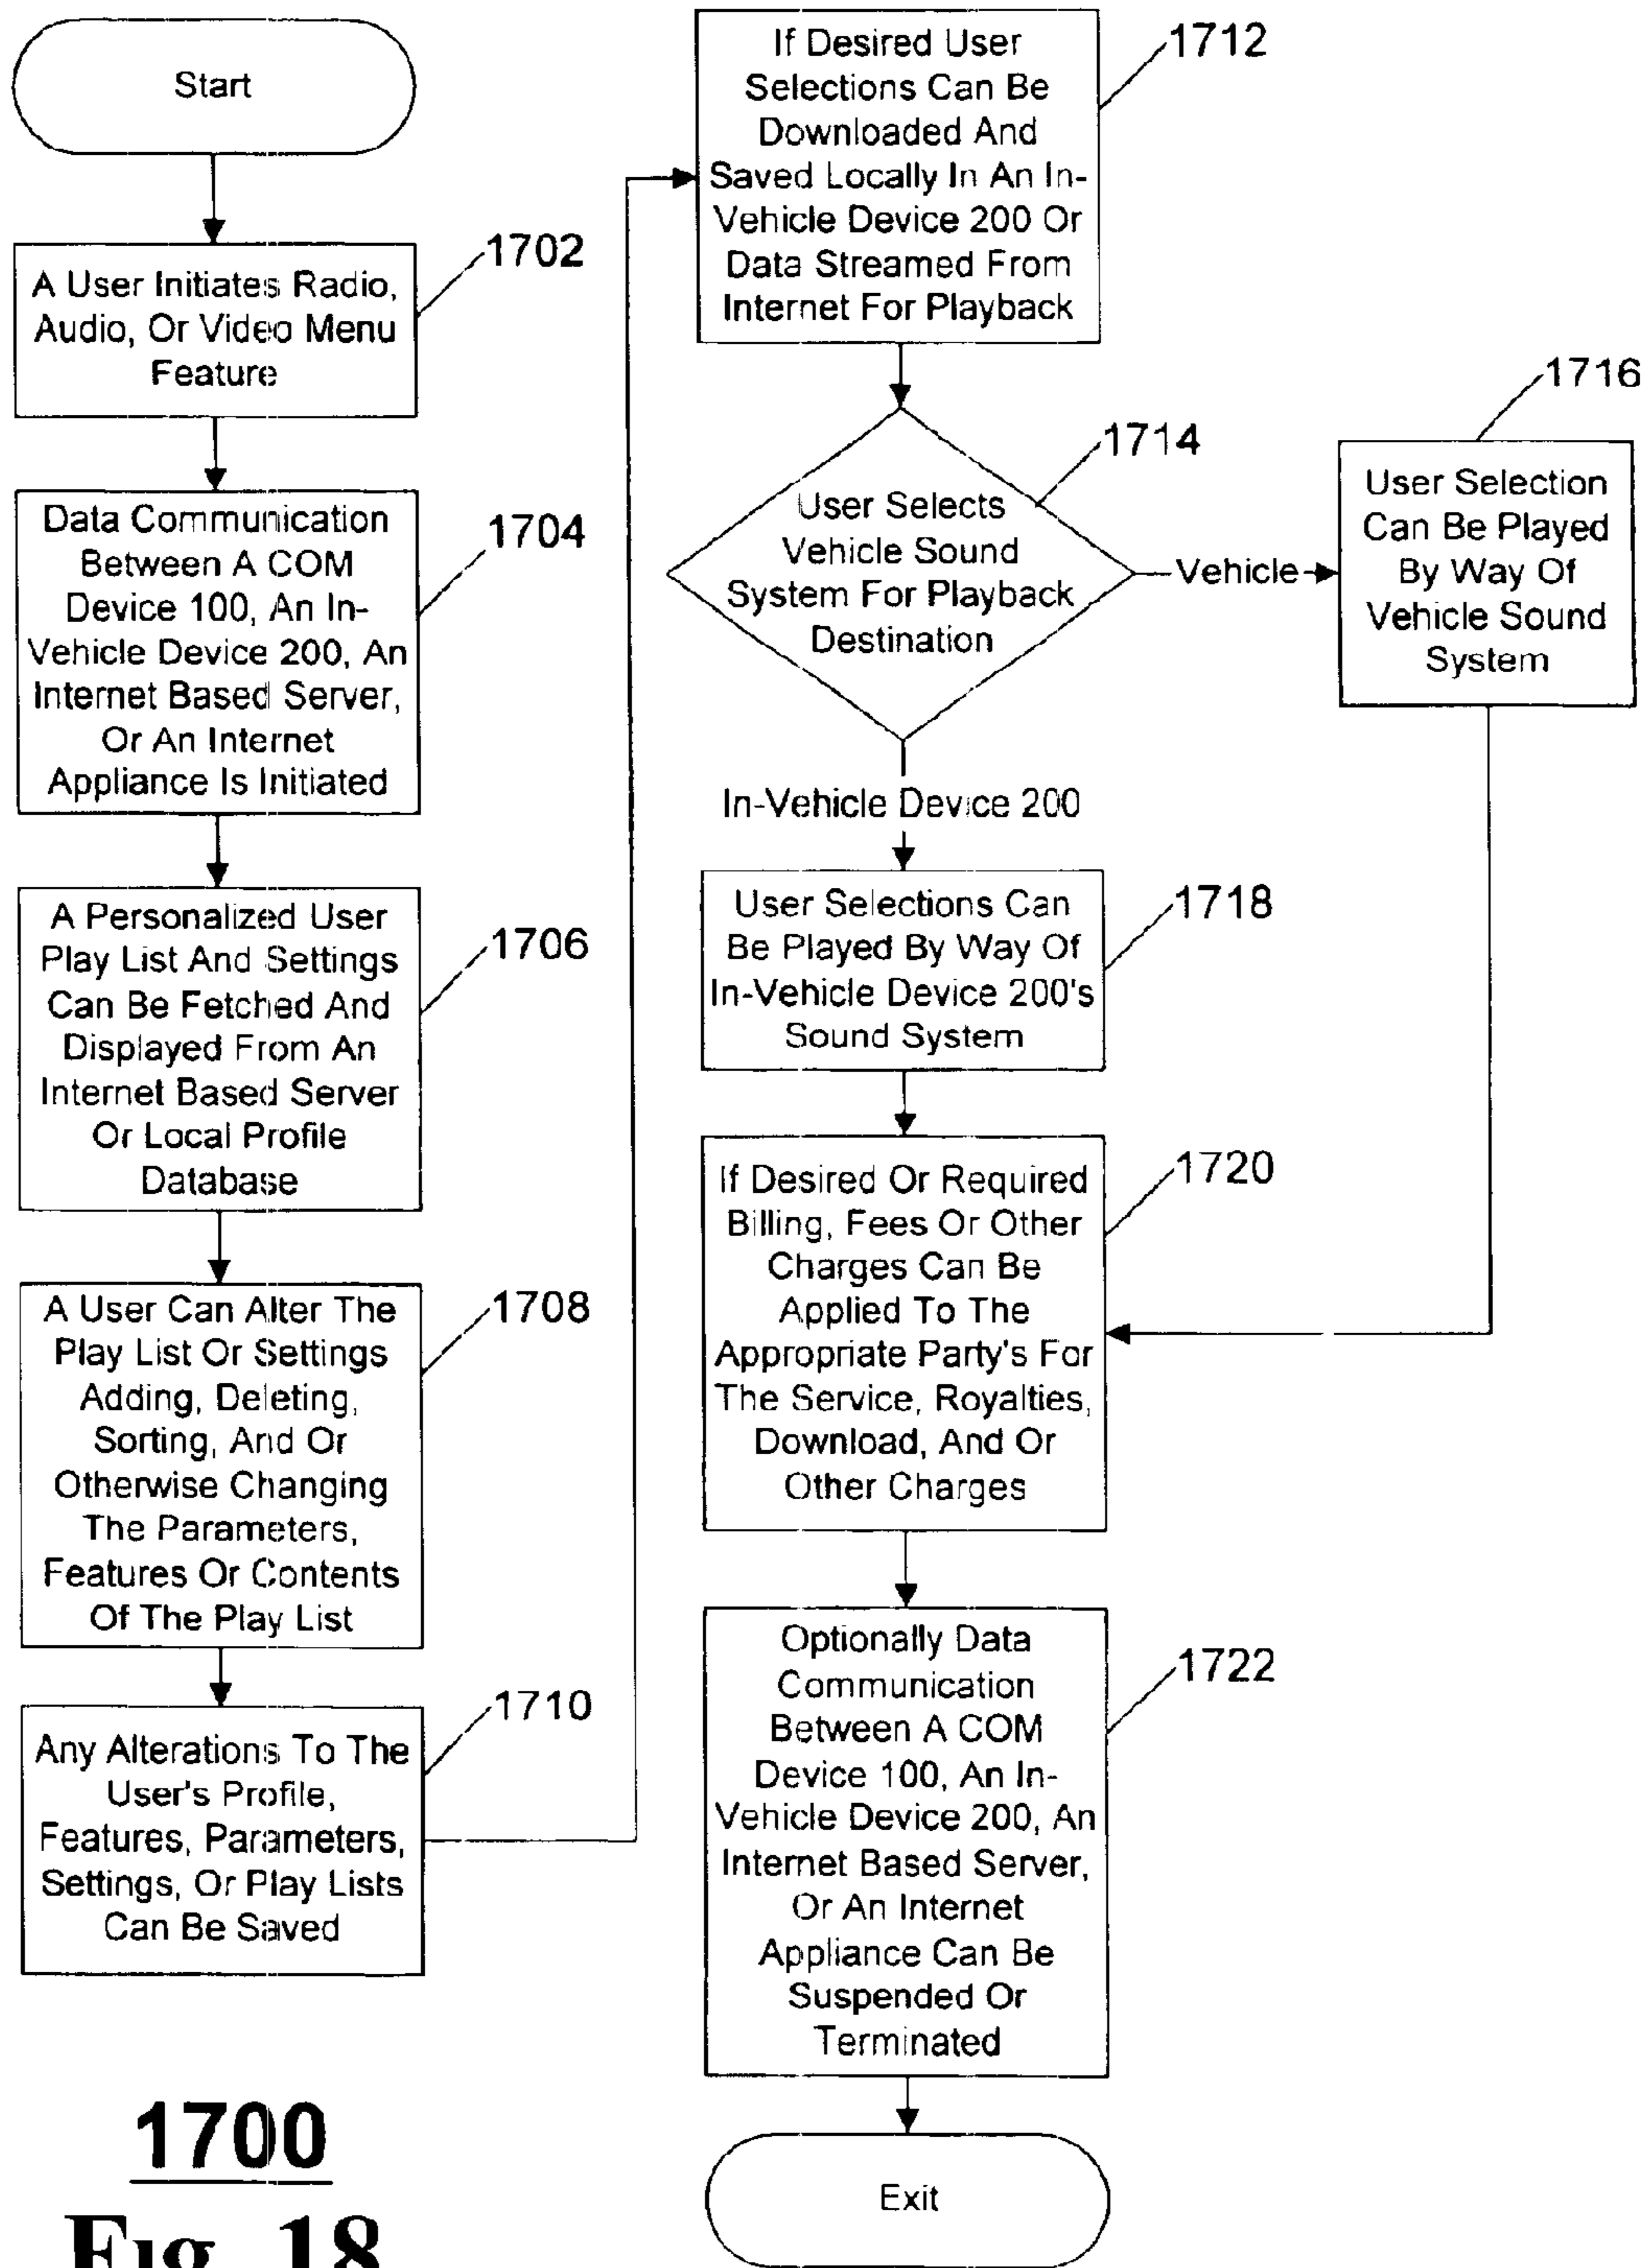 Start
A User Initiates Radio,
Audio, Or Video Menu
Feature
1702
Data Communication
Between A COM
Device 100, An In-
Vehicle Device 200, An
Internet Based Server,
Or An Internet
Appliance Is Initiated
1704
A Personalized User
Play List And Settings
Can Be Fetched And
Displayed From An
Internet Based Server
Or Local Profile
Database
1706
A User Can Alter The
Play List Or Settings
Adding, Deleting,
Sorting, And Or
Otherwise Changing
The Parameters,
Features Or Contents
Of The Play List
1708
Any Alterations To The
User's Profile,
Features, Parameters,
Settings, Or Play Lists
Can Be Saved
1710
If Desired User
Selections Can Be
Downloaded And
Saved Locally In An In-
Vehicle Device 200 Or
Data Streamed From
Internet For Playback
1712
User Selects
Vehicle Sound
System For Playback
Destination
1714
Vehicle
User Selection
Can Be Played
By Way Of
Vehicle Sound
System
1716
In-Vehicle Device 200
User Selections Can
Be Played By Way Of
In-Vehicle Device 200's
Sound System
1718
If Desired Or Required
Billing, Fees Or Other
Charges Can Be
Applied To The
Appropriate Party's For
The Service, Royalties,
Download, And Or
Other Charges
1720
Optionally Data
Communication
Between A COM
Device 100, An In-
Vehicle Device 200, An
Internet Based Server,
Or An Internet
Appliance Can Be
Suspended Or
Terminated
1722
Exit
1700
Fig. 18